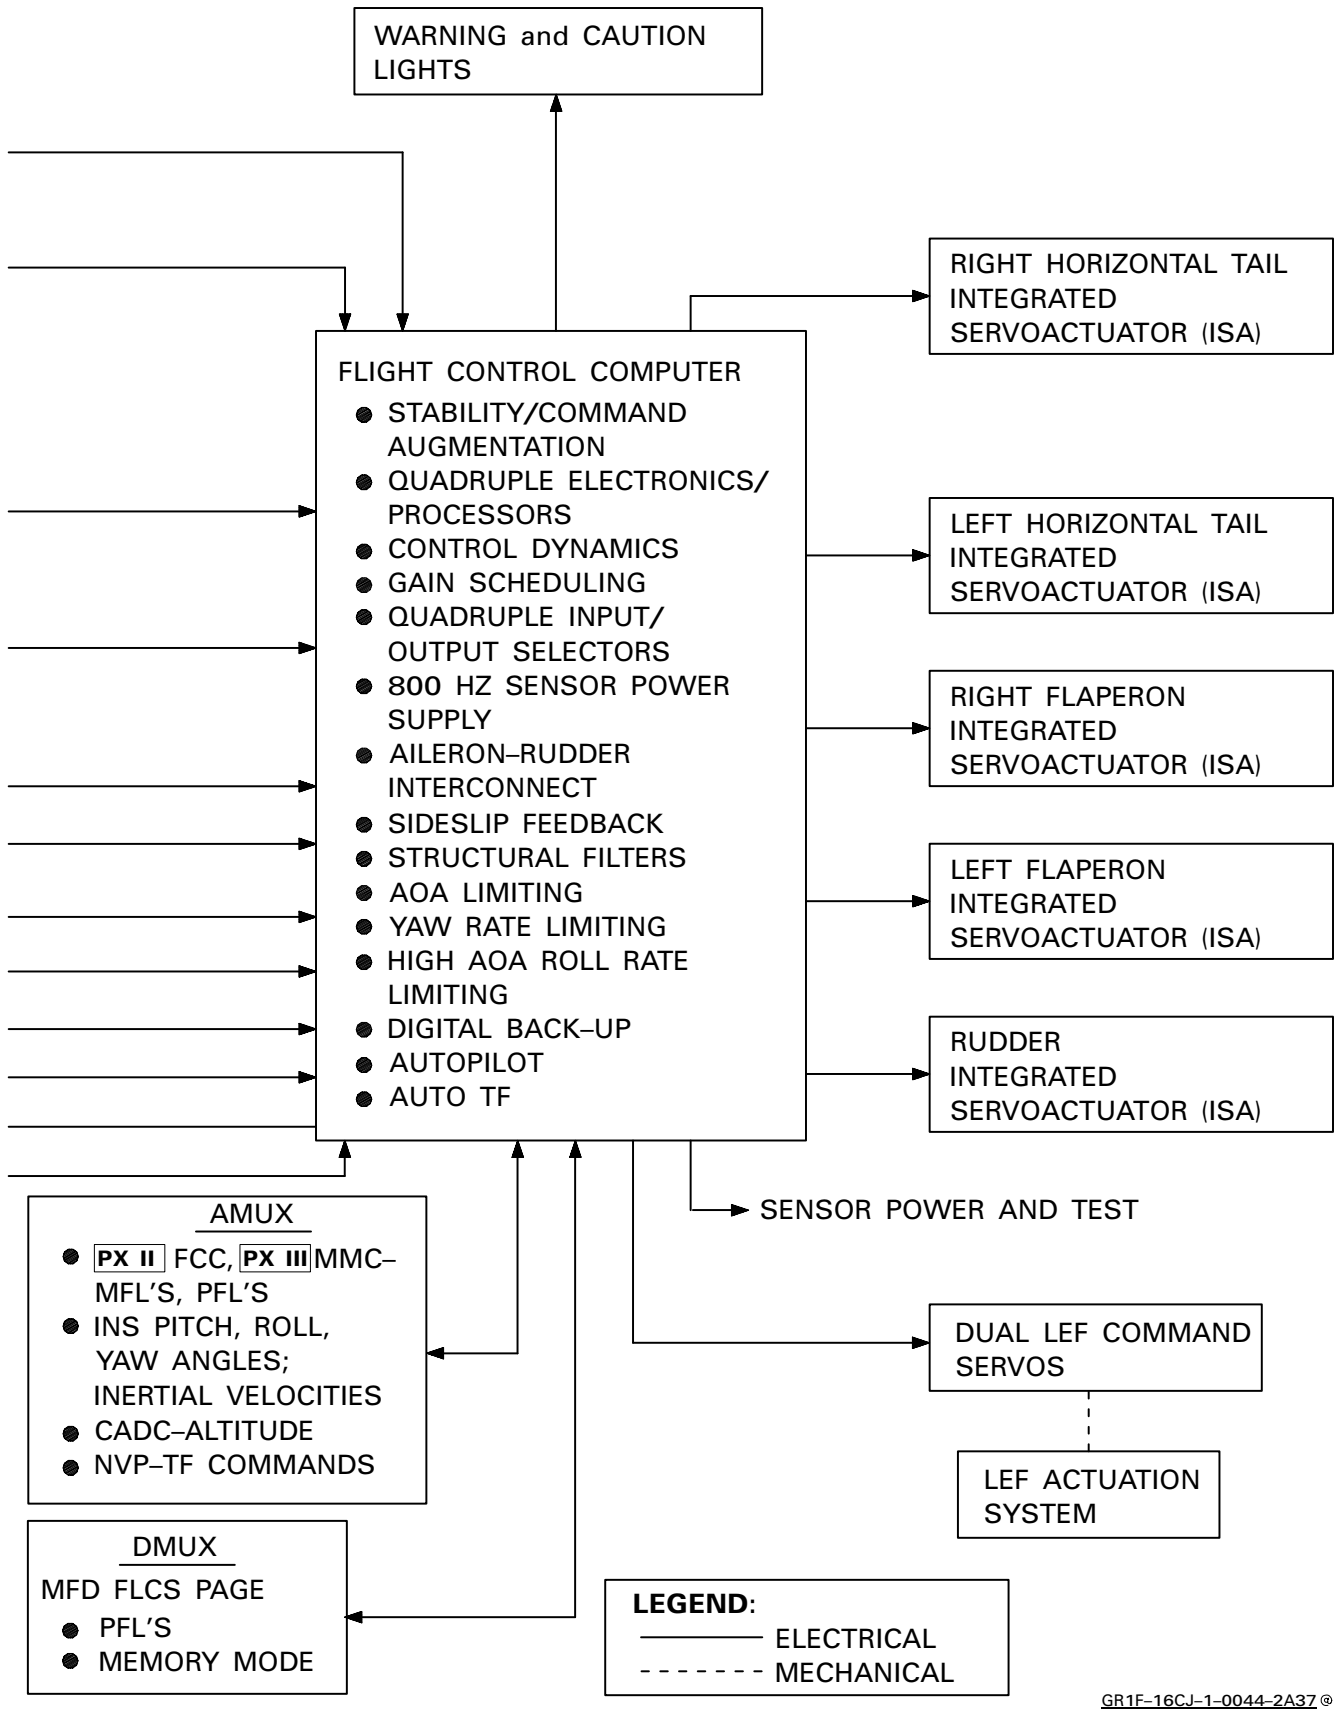 WARNING and CAUTION
LIGHTS
RIGHT HORIZONTAL TAIL
INTEGRATED
SERVOACTUATOR (ISA)
FLIGHT CONTROL COMPUTER
● STABILITY/COMMAND
AUGMENTATION
● QUADRUPLE ELECTRONICS/
PROCESSORS
● CONTROL DYNAMICS
● GAIN SCHEDULING
● QUADRUPLE INPUT/
OUTPUT SELECTORS
● 800 HZ SENSOR POWER
SUPPLY
● AILERON–RUDDER
INTERCONNECT
● SIDESLIP FEEDBACK
● STRUCTURAL FILTERS
● AOA LIMITING
● YAW RATE LIMITING
● HIGH AOA ROLL RATE
LIMITING
● DIGITAL BACK–UP
● AUTOPILOT
● AUTO TF
LEFT HORIZONTAL TAIL
INTEGRATED
SERVOACTUATOR (ISA)
RIGHT FLAPERON
INTEGRATED
SERVOACTUATOR (ISA)
LEFT FLAPERON
INTEGRATED
SERVOACTUATOR (ISA)
RUDDER
INTEGRATED
SERVOACTUATOR (ISA)
SENSOR POWER AND TEST
AMUX
● PX II FCC, PX III MMC–
MFL'S, PFL'S
● INS PITCH, ROLL,
YAW ANGLES;
INERTIAL VELOCITIES
● CADC–ALTITUDE
● NVP–TF COMMANDS
DUAL LEF COMMAND
SERVOS
LEF ACTUATION
SYSTEM
DMUX
MFD FLCS PAGE
● PFL'S
● MEMORY MODE
LEGEND:
ELECTRICAL
MECHANICAL
GR1F–16CJ–1–0044–2A37@